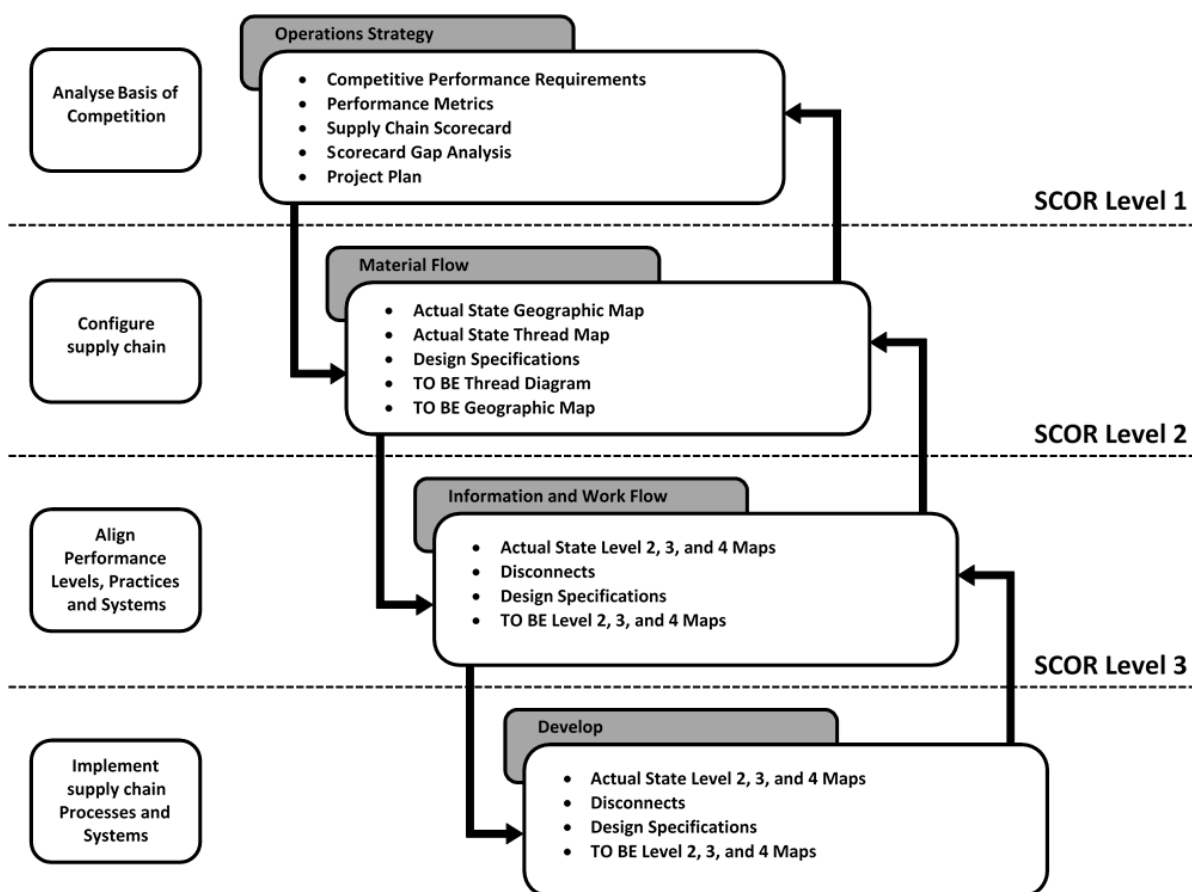 Operations Strategy
Analyse Basis of
Competition
• Competitive Performance Requirements
• Performance Metrics
• Supply Chain Scorecard
• Scorecard Gap Analysis
• Project Plan
SCOR Level 1
Material Flow
Configure
supply chain
• Actual State Geographic Map
• Actual State Thread Map
• Design Specifications
• TO BE Thread Diagram
• TO BE Geographic Map
SCOR Level 2
Information and Work Flow
Align
Performance
Levels, Practices
and Systems
• Actual State Level 2, 3, and 4 Maps
• Disconnects
• Design Specifications
• TO BE Level 2, 3, and 4 Maps
SCOR Level 3
Develop
Implement
supply chain
Processes and
Systems
• Actual State Level 2, 3, and 4 Maps
• Disconnects
• Design Specifications
• TO BE Level 2, 3, and 4 Maps